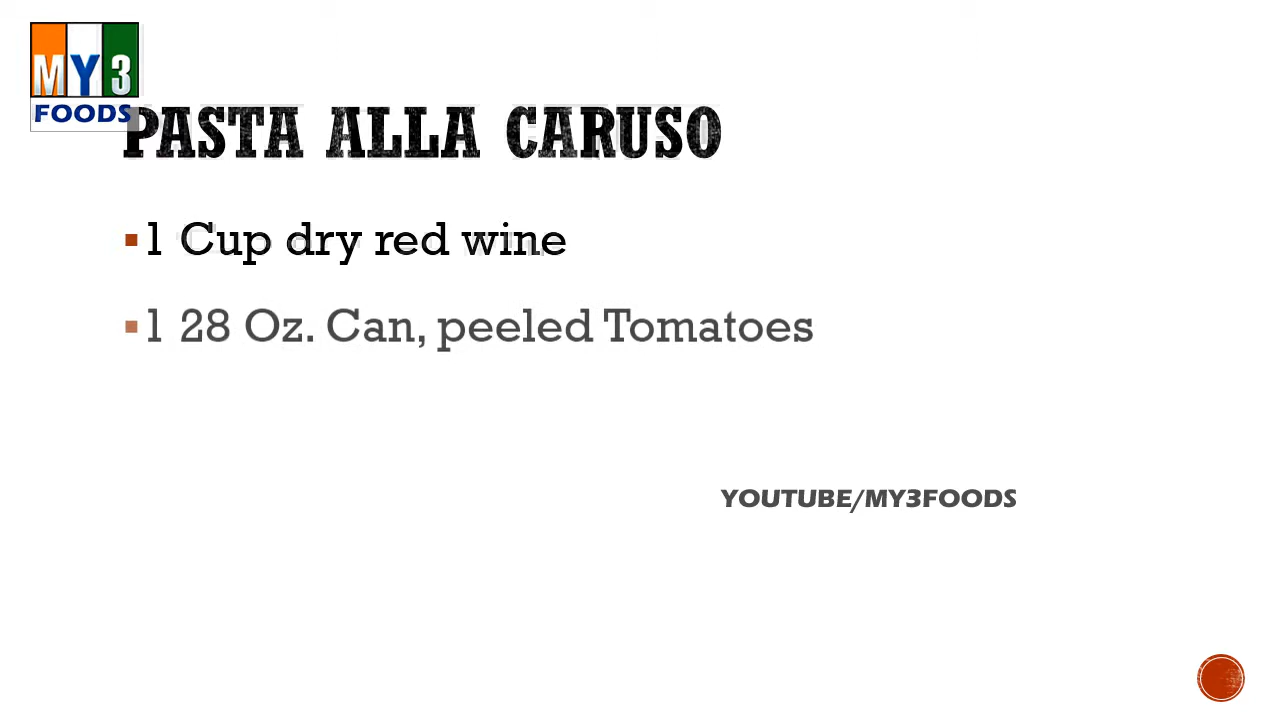 MY3
FOODS
PASTA ALLA CARUSO
1 Cup dry red wine
1 28 Oz. Can, peeled Tomatoes
YOUTUBE/MY3FOODS